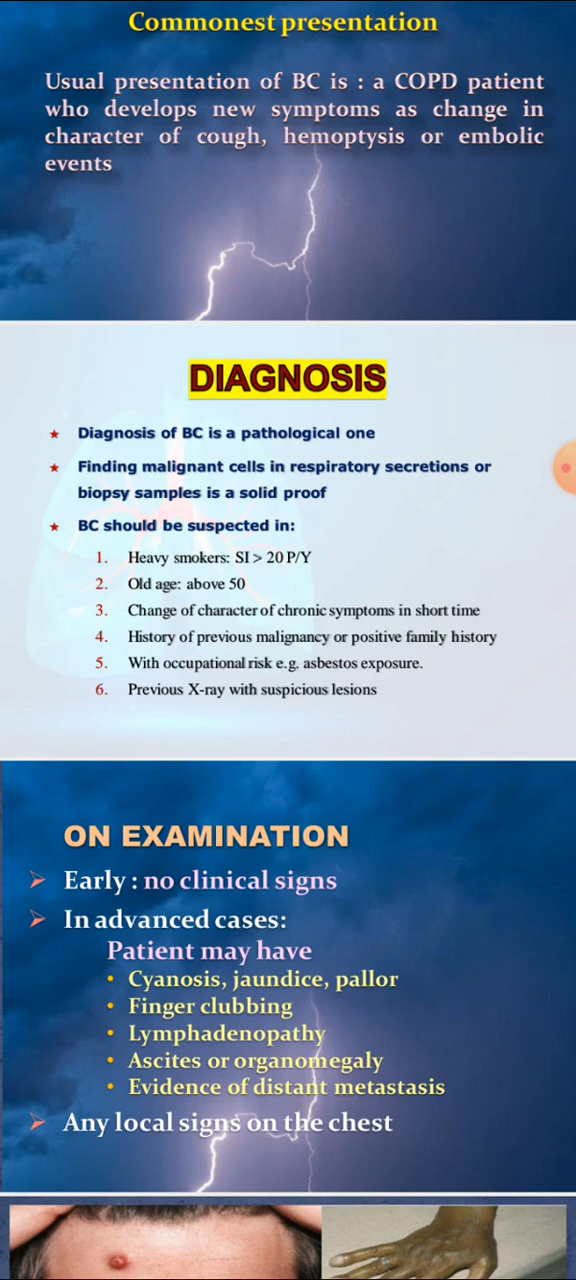 Commonest presentation
Usual presentation of BC is : a COPD patient
who develops new symptoms as change in
character of cough, hemoptysis or embolic
events
DIAGNOSIS
★ Diagnosis of BC is a pathological one
★ Finding malignant cells in respiratory secretions or
biopsy samples is a solid proof
★ BC should be suspected in:
1. Heavy smokers: SI > 20 P/Y
2. Old age: above 50
3. Change of character of chronic symptoms in short time
4. History of previous malignancy or positive family history
5. With occupational risk e.g. asbestos exposure.
6. Previous X-ray with suspicious lesions
ON EXAMINATION
➢ Early : no clinical signs
➢ In advanced cases:
Patient may have
• Cyanosis, jaundice, pallor
• Finger clubbing
• Lymphadenopathy
• Ascites or organomegaly
• Evidence of distant metastasis
➢ Any local signs on the chest